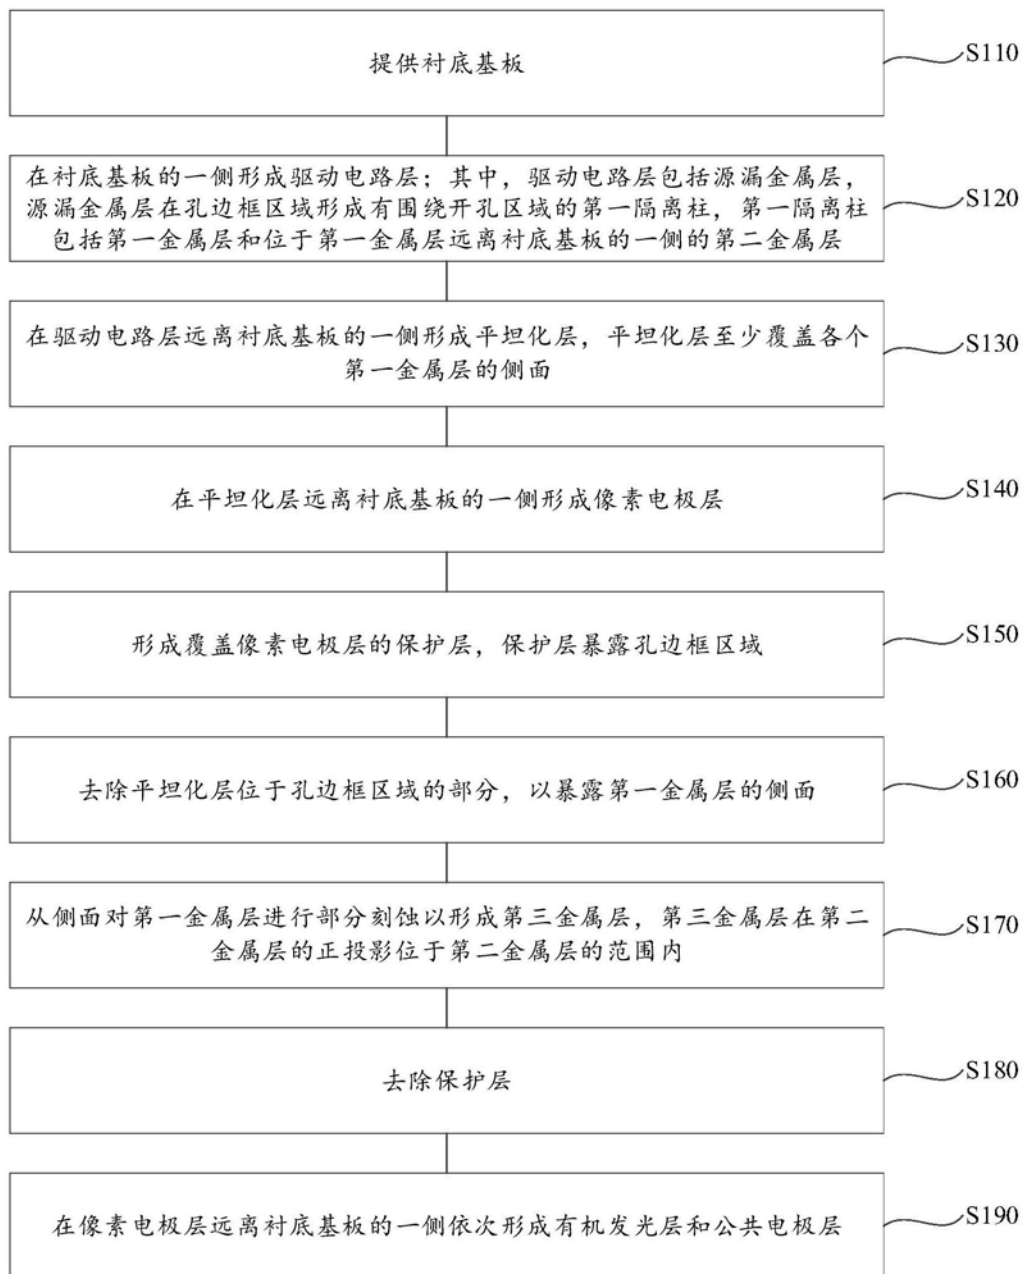 提供衬底基板
S110
在衬底基板的一侧形成驱动电路层；其中，驱动电路层包括源漏金属层，
源漏金属层在孔边框区域形成有围绕开孔区域的第一隔离柱，第一隔离柱
包括第一金属层和位于第一金属层远离衬底基板的一侧的第二金属层
S120
在驱动电路层远离衬底基板的一侧形成平坦化层，平坦化层至少覆盖各个
第一金属层的侧面
S130
在平坦化层远离衬底基板的一侧形成像素电极层
S140
形成覆盖像素电极层的保护层，保护层暴露孔边框区域
S150
去除平坦化层位于孔边框区域的部分，以暴露第一金属层的侧面
S160
从侧面对第一金属层进行部分刻蚀以形成第三金属层，第三金属层在第二
金属层的正投影位于第二金属层的范围内
S170
去除保护层
S180
在像素电极层远离衬底基板的一侧依次形成有机发光层和公共电极层
S190